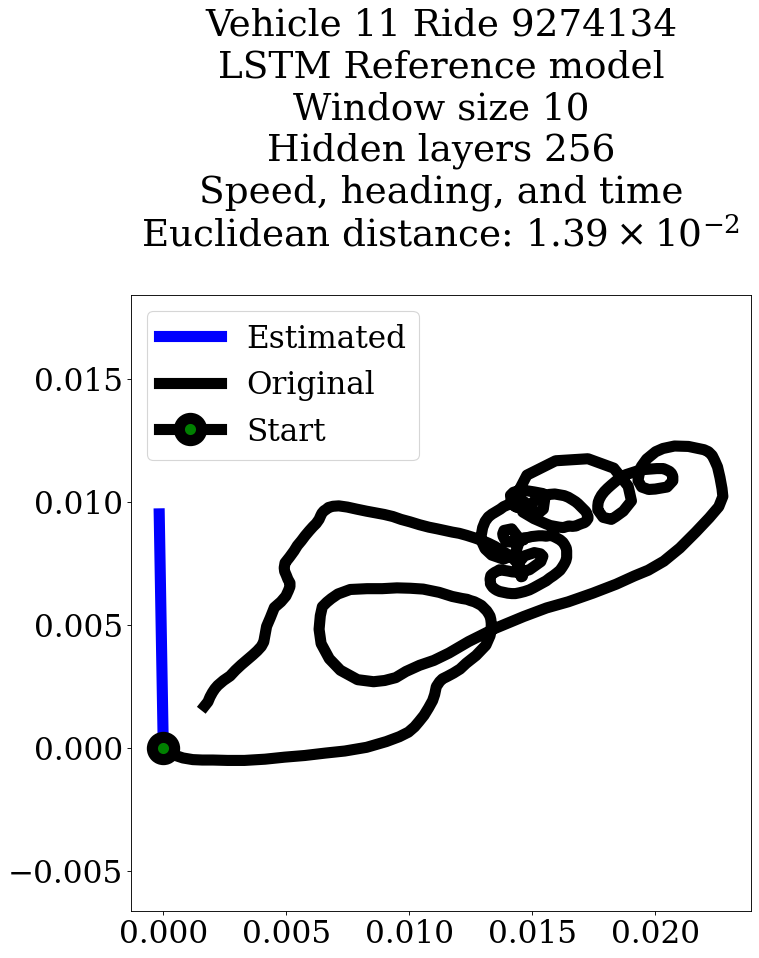 Vehicle 11 Ride 9274134
LSTM Reference model
Window size 10
Hidden layers 256
Speed, heading, and time
Euclidean distance: 1.39 × 10⁻²
Estimated
Original
Start
0.015
0.010
0.005
0.000
−0.005
0.000 0.005 0.010 0.015 0.020